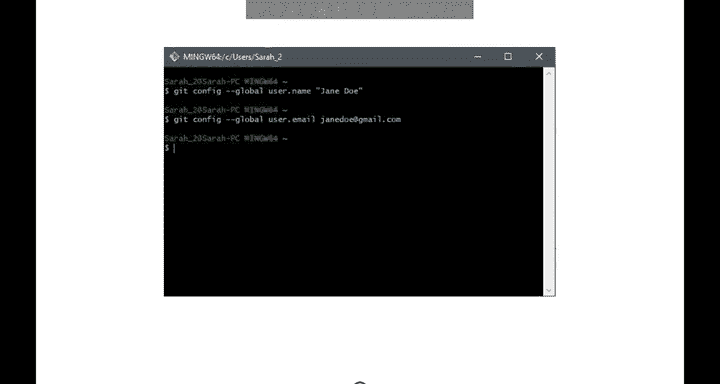 MINGW64:/c/Users/Sarah_2
Sarah_2@Sarah-PC MINGW64 ~
$ git config --global user.name "Jane Doe"
Sarah_2@Sarah-PC MINGW64 ~
$ git config --global user.email janedoe@gmail.com
Sarah_2@Sarah-PC MINGW64 ~
$